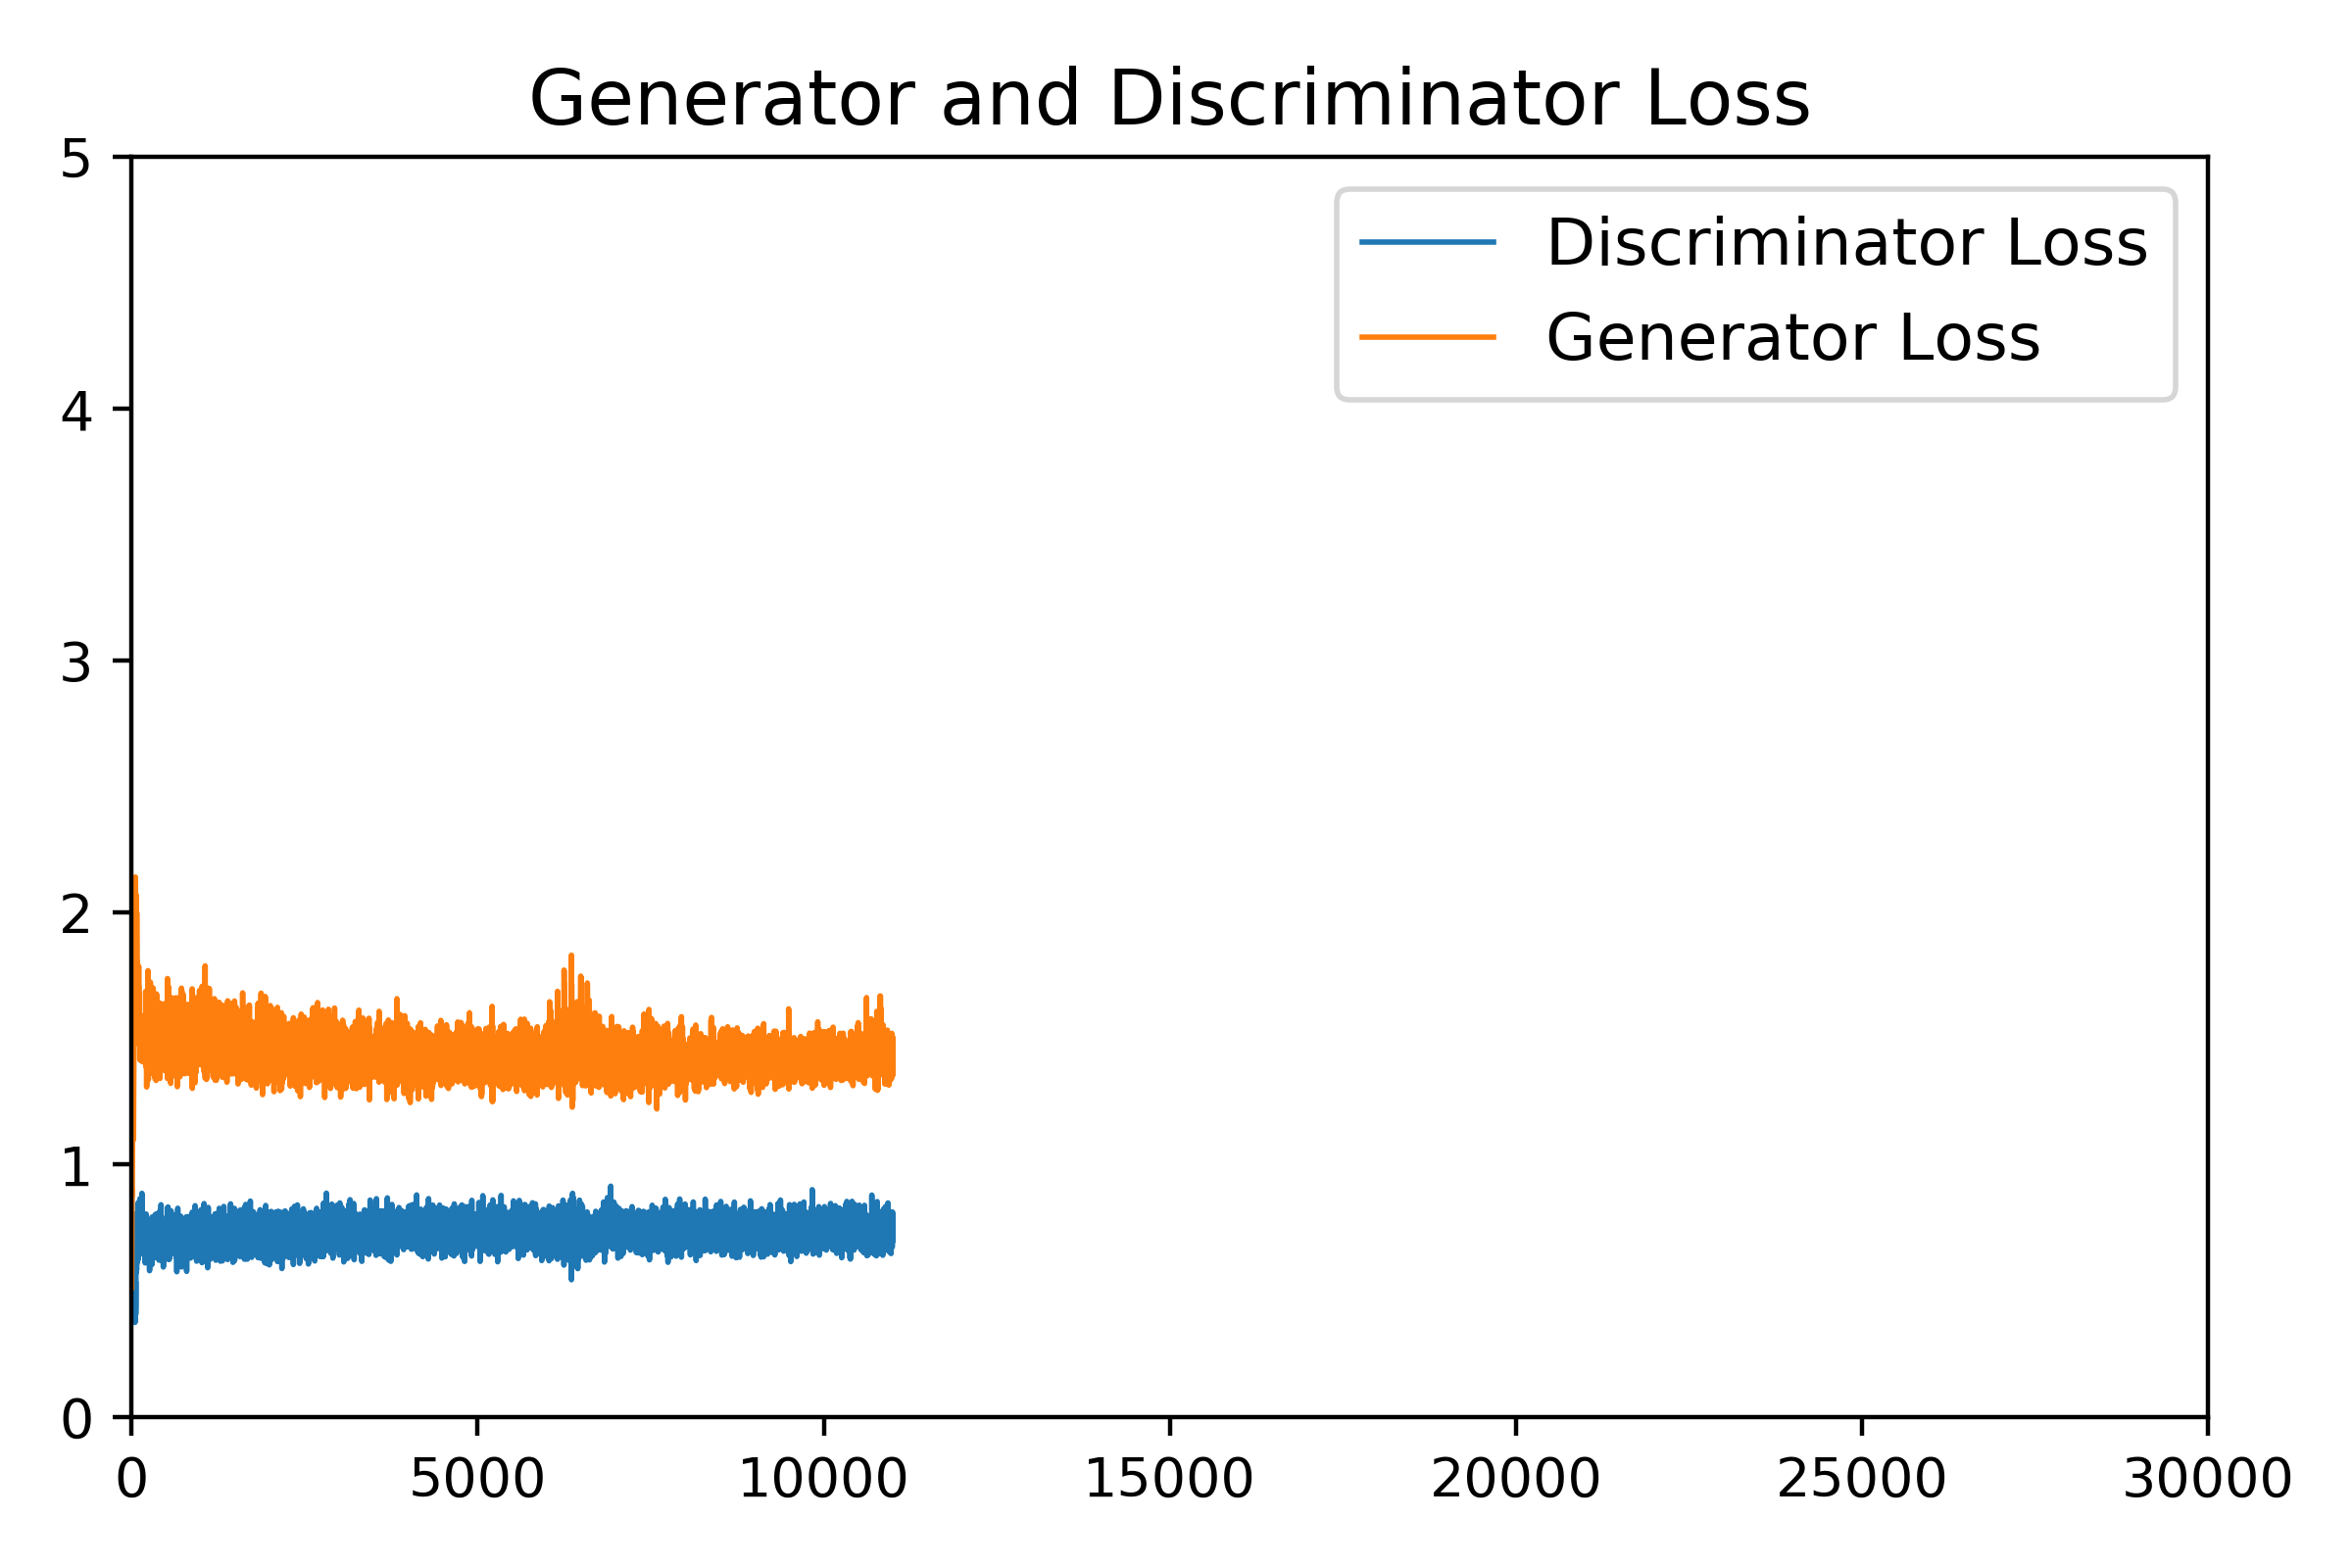 Generator and Discriminator Loss
5
Discriminator Loss
Generator Loss
4
3
2
1
0
0 5000 10000 15000 20000 25000 30000